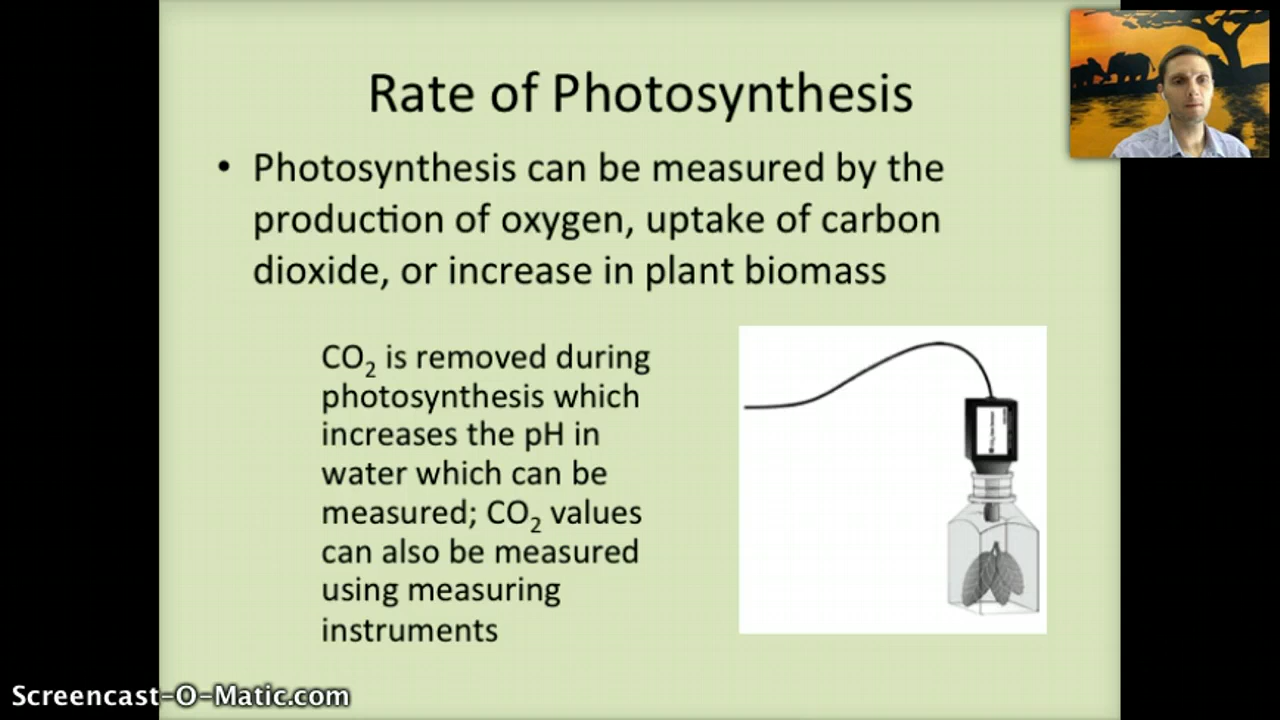 Rate of Photosynthesis
• Photosynthesis can be measured by the
production of oxygen, uptake of carbon
dioxide, or increase in plant biomass
CO₂ is removed during
photosynthesis which
increases the pH in
water which can be
measured; CO₂ values
can also be measured
using measuring
instruments
Screencast-O-Matic.com